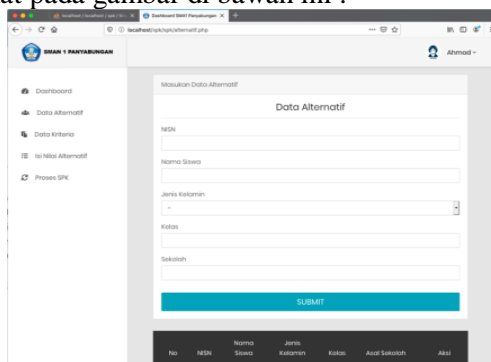 at pada gambar di bawah ini :
Dashboard SMAN 1 Panyabungan
localhost/spk/spk/alternatif.php
SMAN 1 PANYABUNGAN
Ahmad
Dashboard
Data Alternatif
Data Kriteria
Isi Nilai Alternatif
Proses SPK
Masukan Data Alternatif
Data Alternatif
NISN
Nama Siswa
Jenis Kelamin
-
Kelas
Sekolah
SUBMIT
No NISN Nama Siswa Jenis Kelamin Kelas Asal Sekolah Aksi